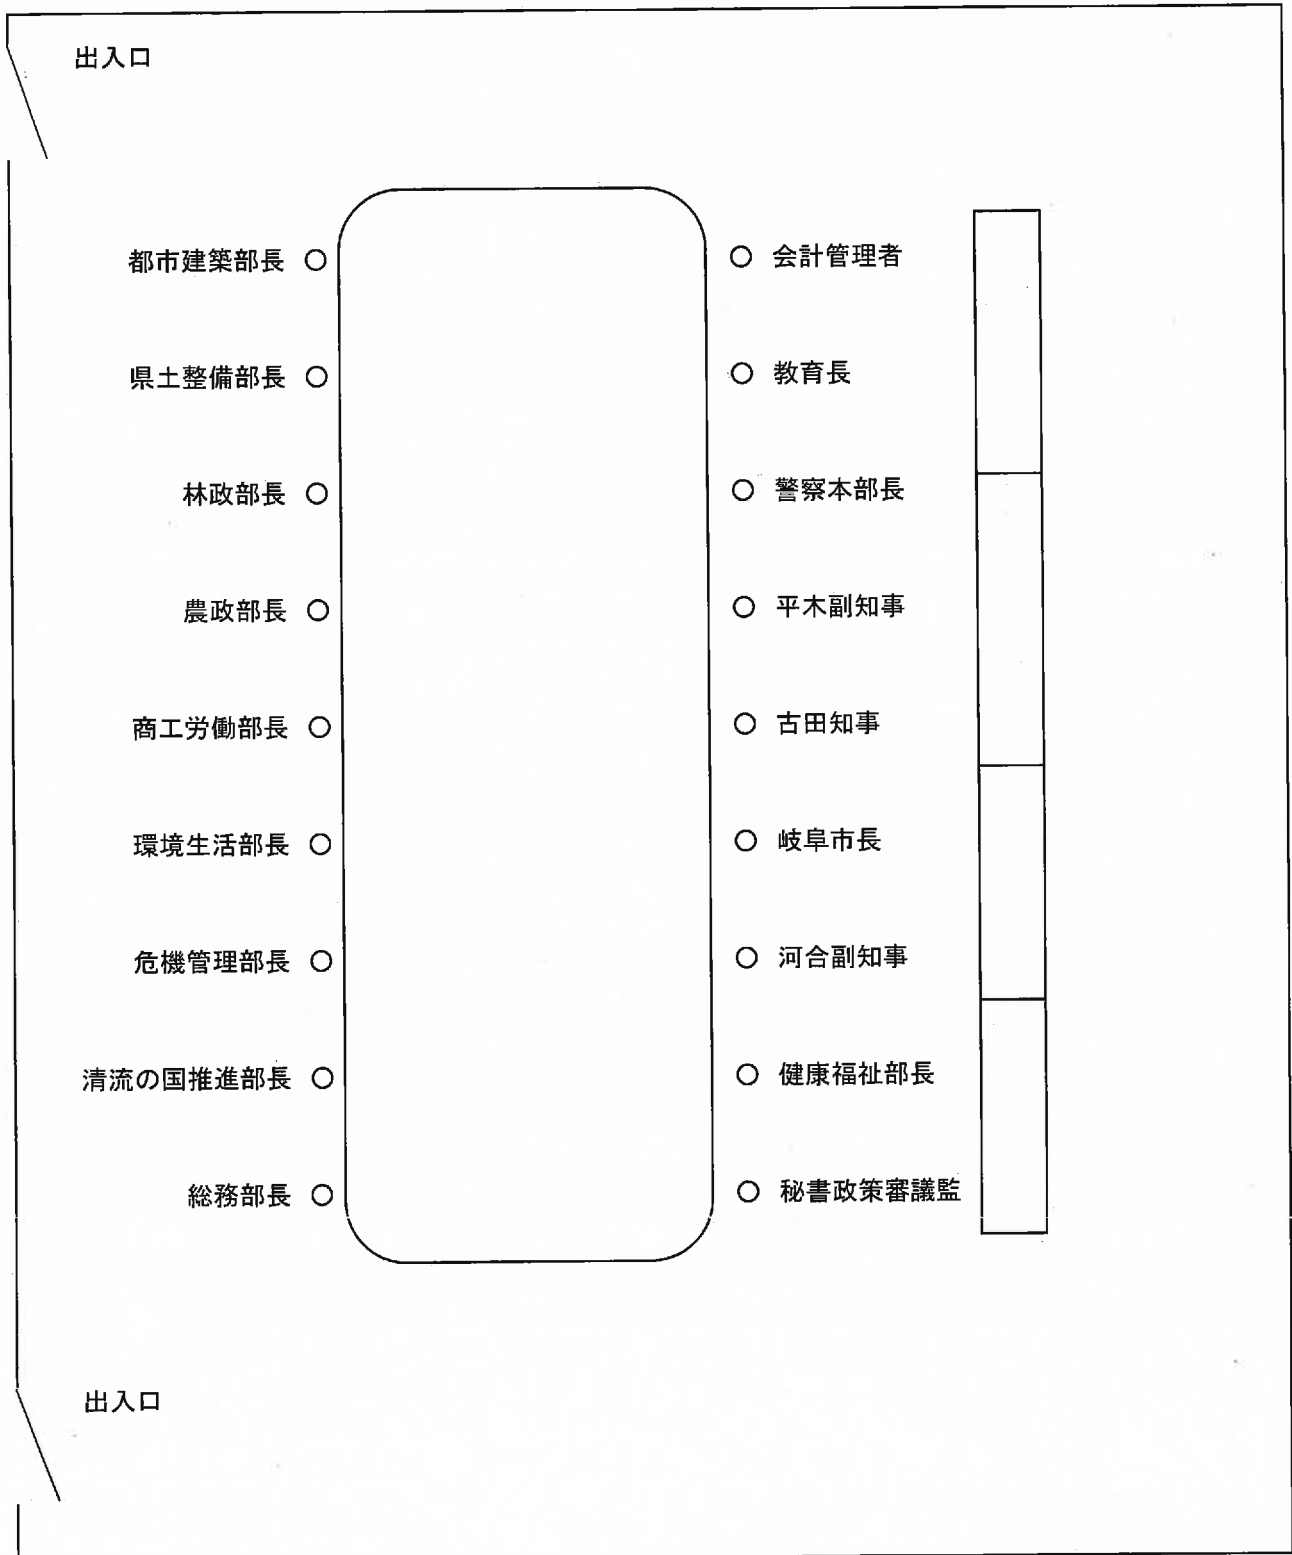 出入口
都市建築部長 ○
○ 会計管理者
県土整備部長 ○
○ 教育長
林政部長 ○
○ 警察本部長
農政部長 ○
○ 平木副知事
商工労働部長 ○
○ 古田知事
環境生活部長 ○
○ 岐阜市長
危機管理部長 ○
○ 河合副知事
清流の国推進部長 ○
○ 健康福祉部長
総務部長 ○
○ 秘書政策審議監
出入口